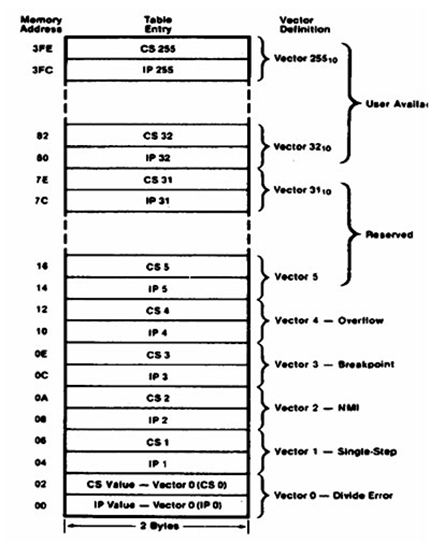 Memory Address Table Entry Vector Definition
3FE CS 255
3FC IP 255
Vector 255₁₀
User Availa
82 CS 32
80 IP 32
Vector 32₁₀
7E CS 31
7C IP 31
Vector 31₁₀
Reserved
16 CS 5
14 IP 5
Vector 5
12 CS 4
10 IP 4
Vector 4 — Overflow
0E CS 3
0C IP 3
Vector 3 — Breakpoint
0A CS 2
08 IP 2
Vector 2 — NMI
06 CS 1
04 IP 1
Vector 1 — Single-Step
02 CS Value — Vector 0 (CS 0)
00 IP Value — Vector 0 (IP 0)
Vector 0 — Divide Error
2 Bytes